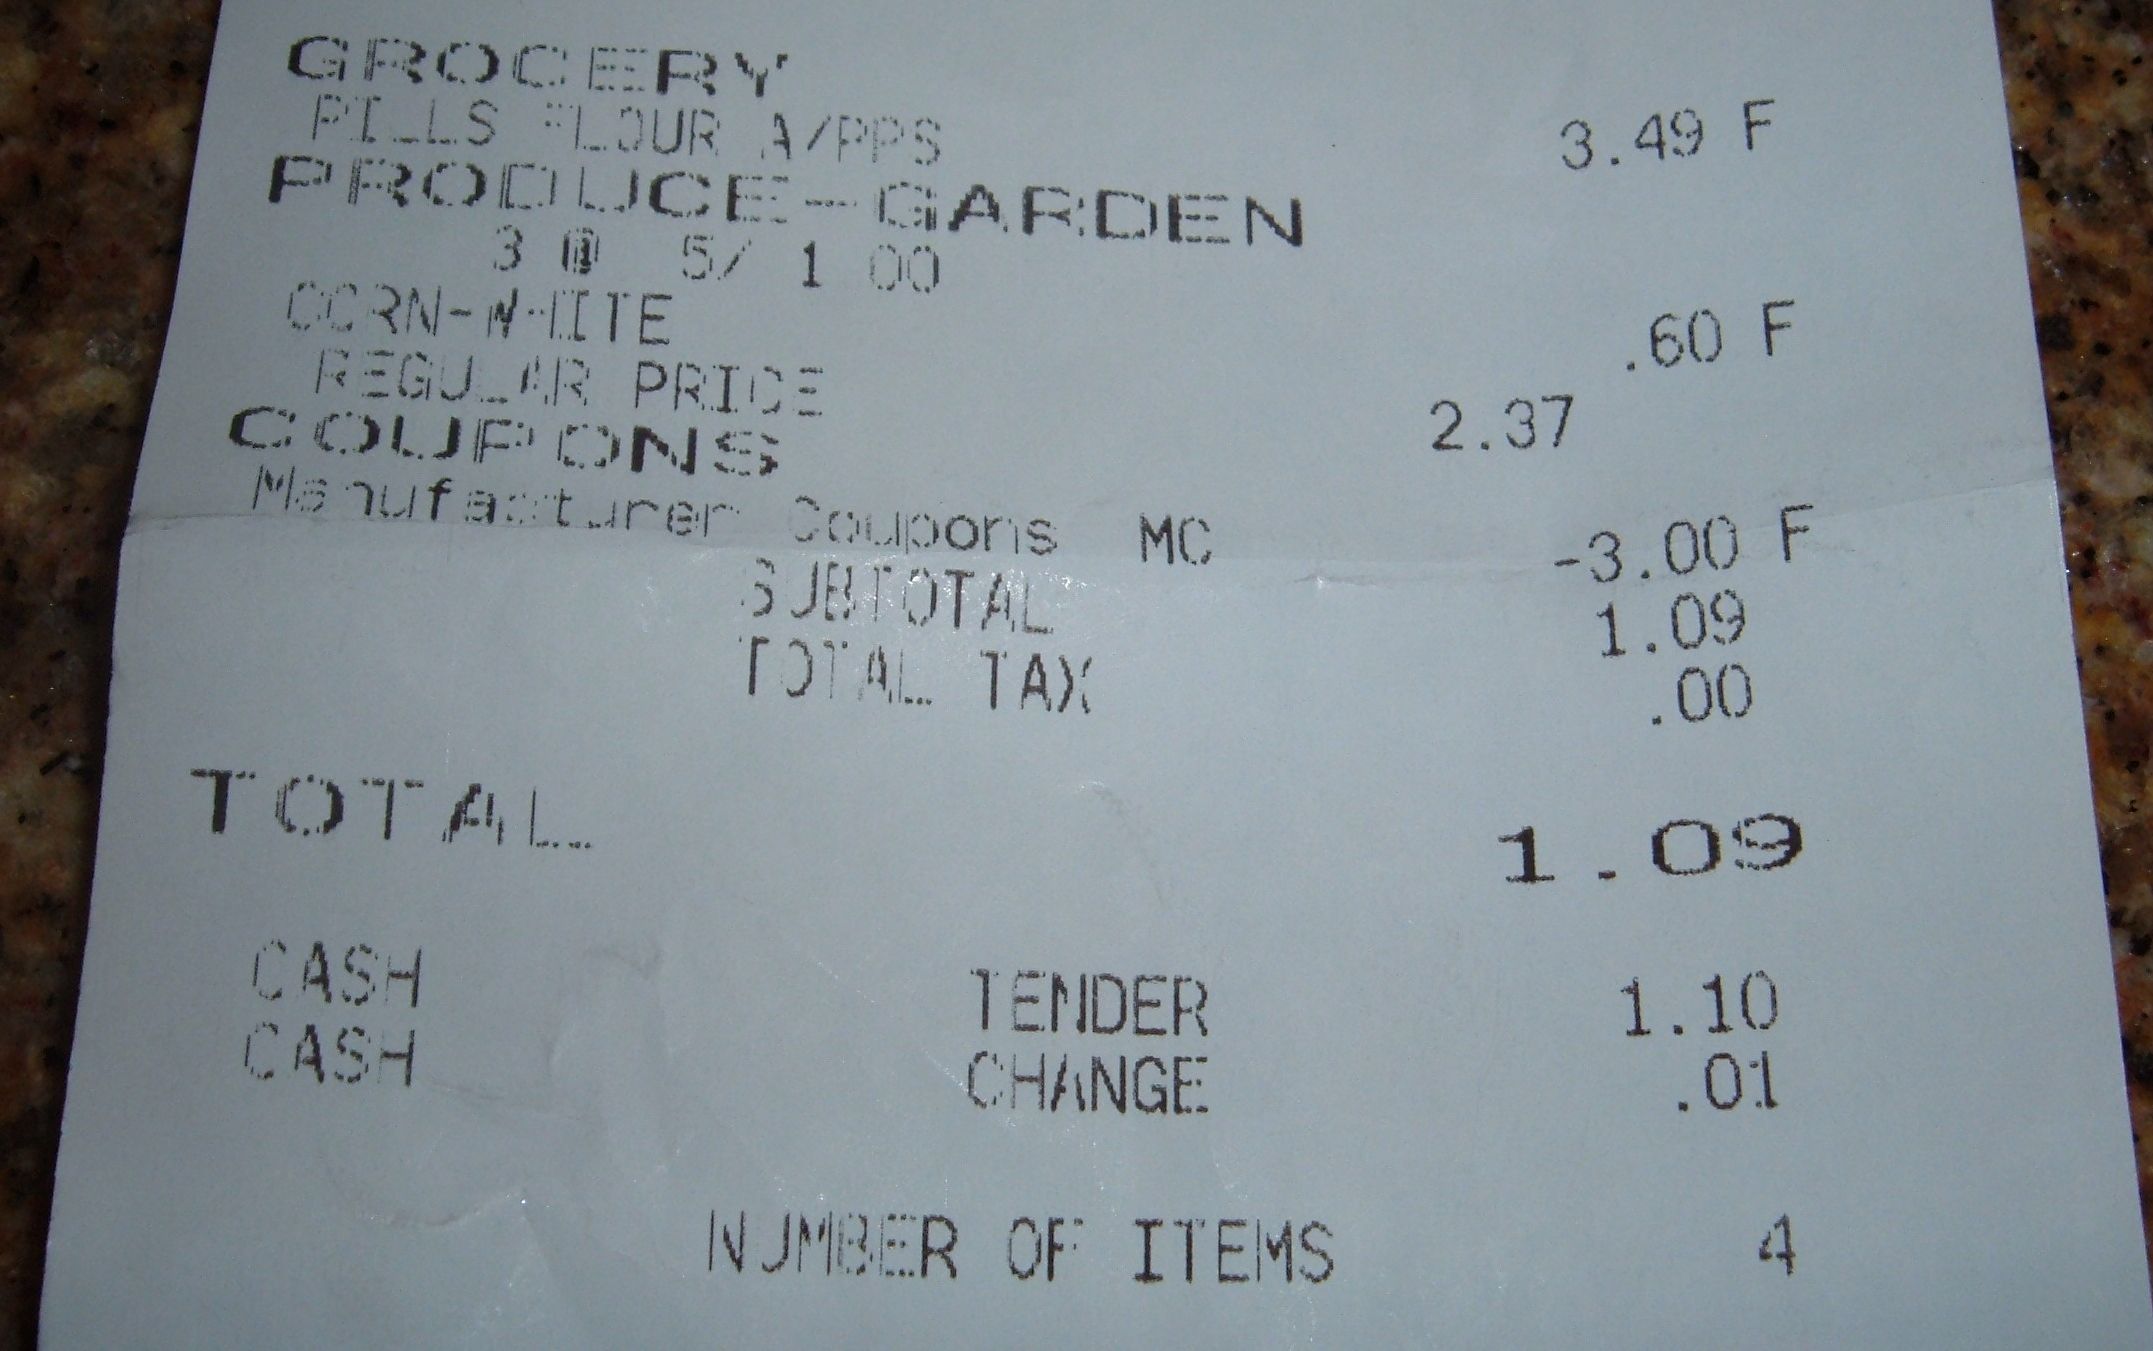 GROCERY
PILLS FLOUR A/PPS 3.49 F
PRODUCE-GARDEN
3 @ 5/ 1.00
CORN-WHITE .60 F
REGULAR PRICE 2.37
COUPONS
Manufacturer Coupons MC -3.00 F
SUBTOTAL 1.09
TOTAL TAX .00
TOTAL 1.09
CASH TENDER 1.10
CASH CHANGE .01
NUMBER OF ITEMS 4